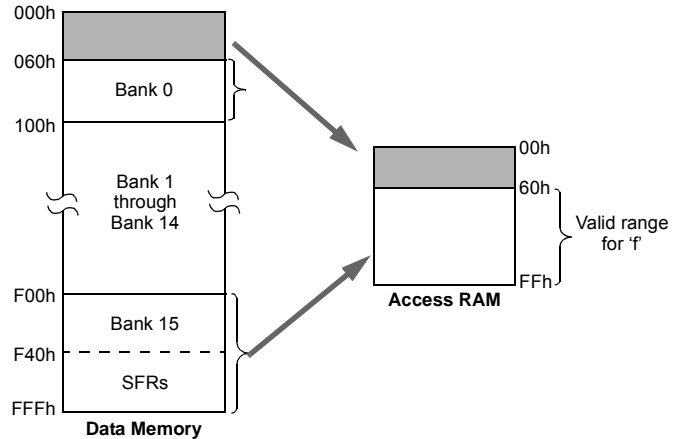 000h
060h
Bank 0
100h
Bank 1
through
Bank 14
F00h
Bank 15
F40h
SFRs
FFFh
Data Memory
00h
60h
Valid range
for ‘f’
FFh
Access RAM